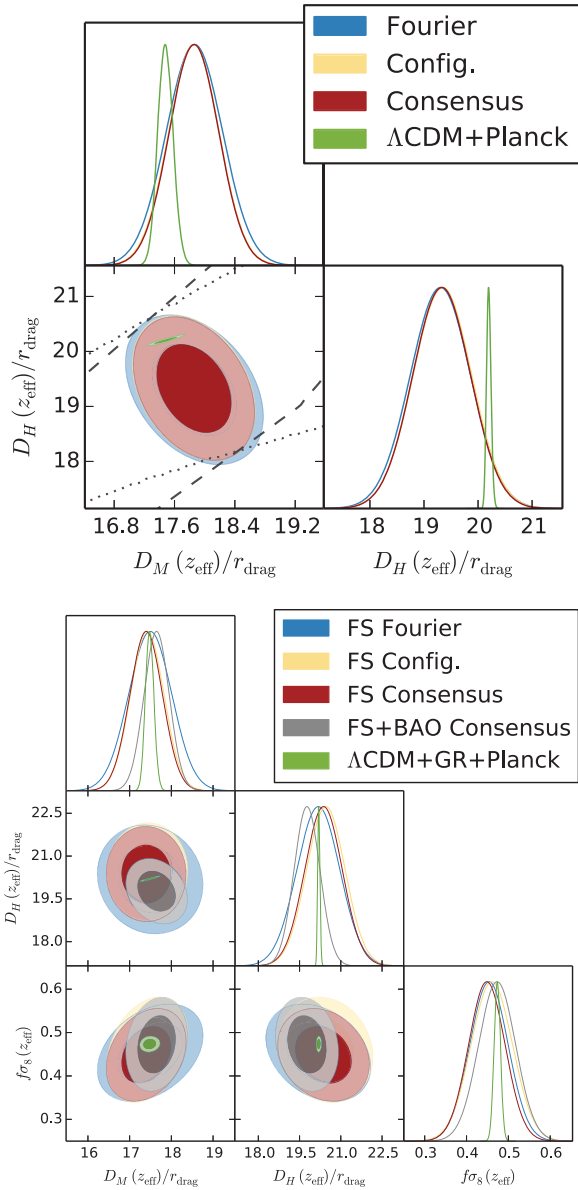 Fourier
Config.
Consensus
ΛCDM+Planck
21
20
19
18
D_H (z_eff)/r_drag
16.8 17.6 18.4 19.2
D_M (z_eff)/r_drag
18 19 20 21
D_H (z_eff)/r_drag
FS Fourier
FS Config.
FS Consensus
FS+BAO Consensus
ΛCDM+GR+Planck
22.5
21.0
19.5
18.0
D_H (z_eff)/r_drag
0.6
0.5
0.4
0.3
fσ_8 (z_eff)
16 17 18 19
D_M (z_eff)/r_drag
18.0 19.5 21.0 22.5
D_H (z_eff)/r_drag
0.3 0.4 0.5 0.6
fσ_8 (z_eff)